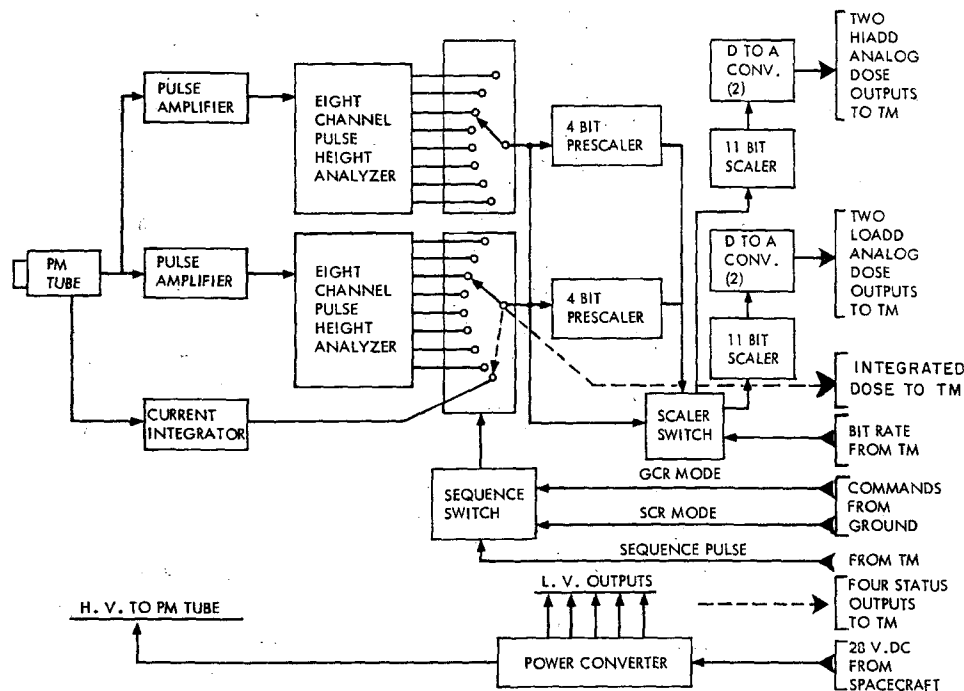 PULSE
AMPLIFIER
EIGHT
CHANNEL
PULSE
HEIGHT
ANALYZER
4 BIT
PRESCALER
D TO A
CONV.
(2)
TWO
HIADD
ANALOG
DOSE
OUTPUTS
TO TM
11 BIT
SCALER
PM
TUBE
PULSE
AMPLIFIER
EIGHT
CHANNEL
PULSE
HEIGHT
ANALYZER
4 BIT
PRESCALER
D TO A
CONV.
(2)
TWO
LOADD
ANALOG
DOSE
OUTPUTS
TO TM
11 BIT
SCALER
INTEGRATED
DOSE TO TM
CURRENT
INTEGRATOR
SCALER
SWITCH
BIT RATE
FROM TM
SEQUENCE
SWITCH
GCR MODE
SCR MODE
COMMANDS
FROM
GROUND
SEQUENCE PULSE
FROM TM
H. V. TO PM TUBE
L. V. OUTPUTS
FOUR STATUS
OUTPUTS
TO TM
POWER CONVERTER
28 V.DC
FROM
SPACECRAFT